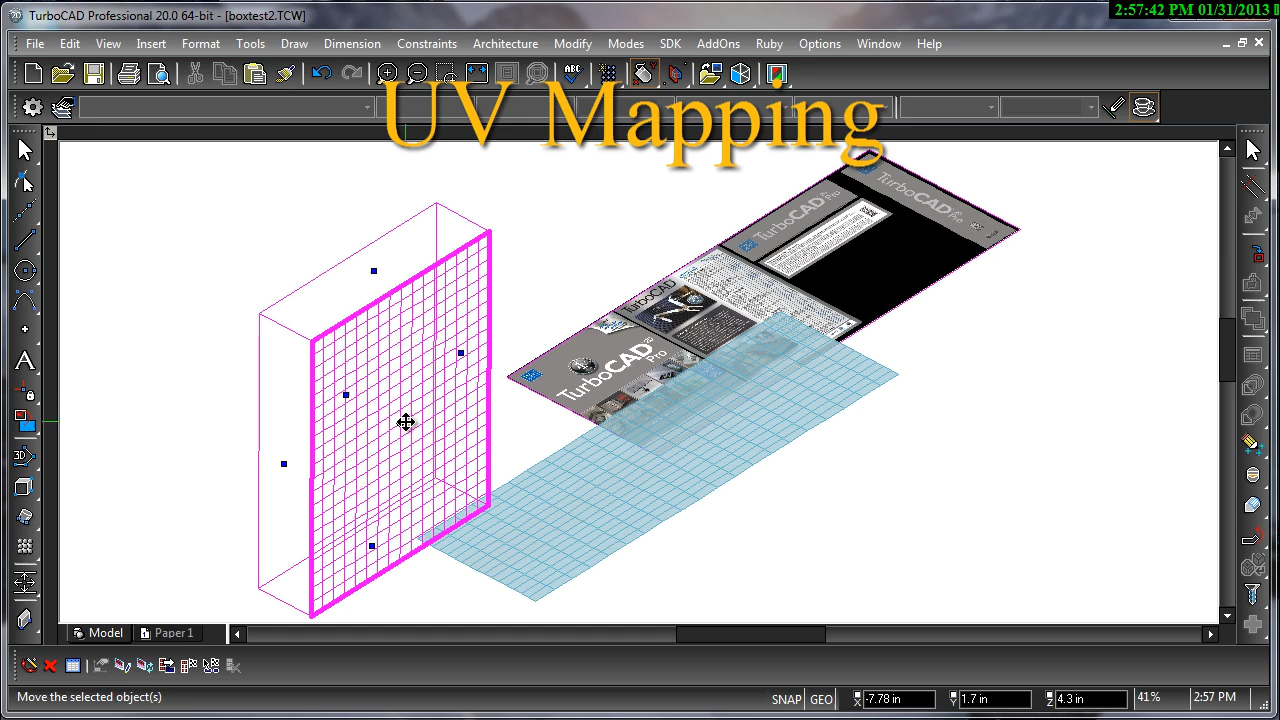 2:57:42 PM 01/31/2013
TurboCAD Professional 20.0 64-bit - [boxtest2.TCW]
File Edit View Insert Format Tools Draw Dimension Constraints Architecture Modify Modes SDK AddOns Ruby Options Window Help
ABC
UV Mapping
TurboCAD Pro
TurboCAD Pro
TurboCAD
TurboCAD Pro
A
3D
Model Paper1
Move the selected object(s)
SNAP GEO X -7.78 in Y 1.7 in Z 4.3 in 41% 2:57 PM